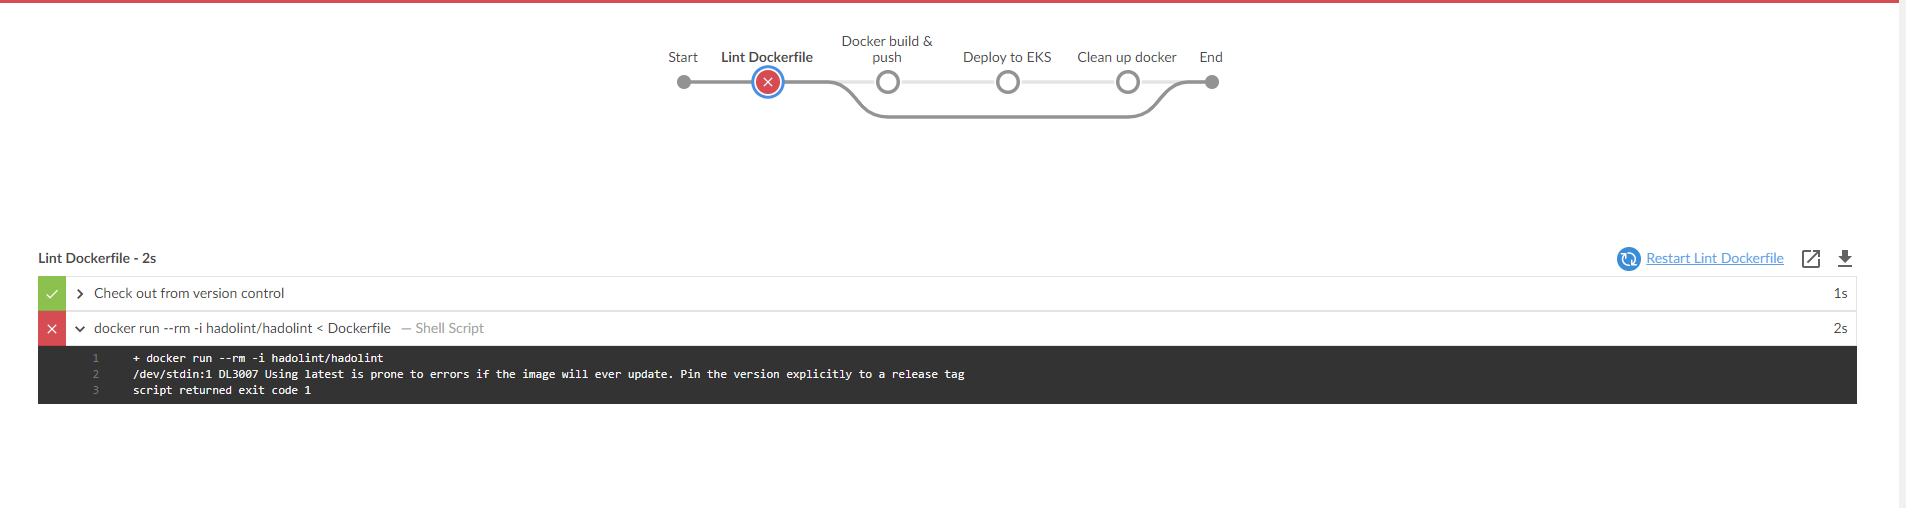 Start
Lint Dockerfile
Docker build &
push
Deploy to EKS
Clean up docker
End
Lint Dockerfile - 2s
Restart Lint Dockerfile
Check out from version control
1s
docker run --rm -i hadolint/hadolint < Dockerfile — Shell Script
2s
1 + docker run --rm -i hadolint/hadolint
2 /dev/stdin:1 DL3007 Using latest is prone to errors if the image will ever update. Pin the version explicitly to a release tag
3 script returned exit code 1